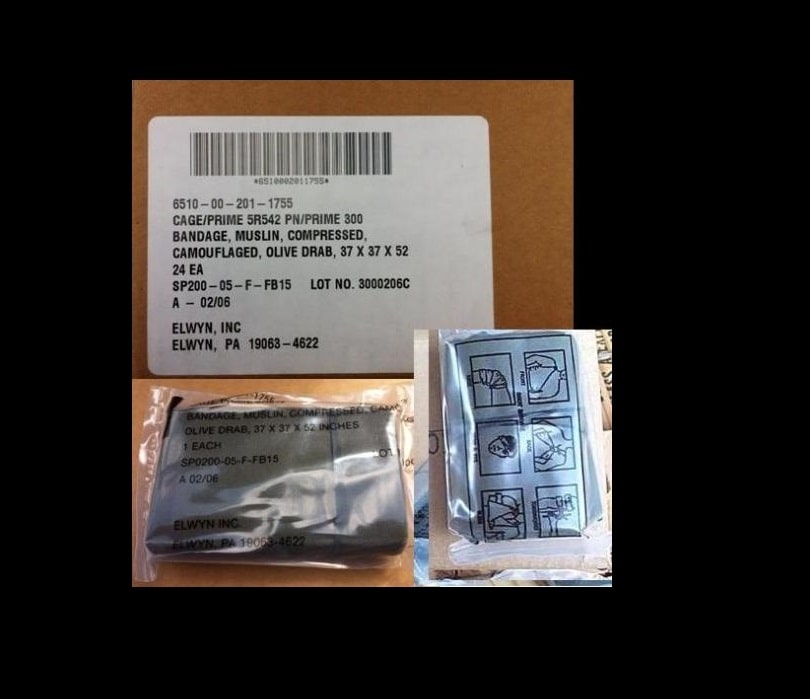 *6510002011755*
6510-00-201-1755
CAGE/PRIME 5R542 PN/PRIME 300
BANDAGE, MUSLIN, COMPRESSED,
CAMOUFLAGED, OLIVE DRAB, 37 X 37 X 52
24 EA
SP200-05-F-FB15 LOT NO. 3000206C
A - 02/06
ELWYN, INC
ELWYN, PA 19063-4622
BANDAGE, MUSLIN, COMPRESSED, CAMO
OLIVE DRAB, 37 X 37 X 52 INCHES
1 EACH
SP0200-05-F-FB15
A 02/06
ELWYN INC.
ELWYN, PA 19063-4622
FRONT
BACK